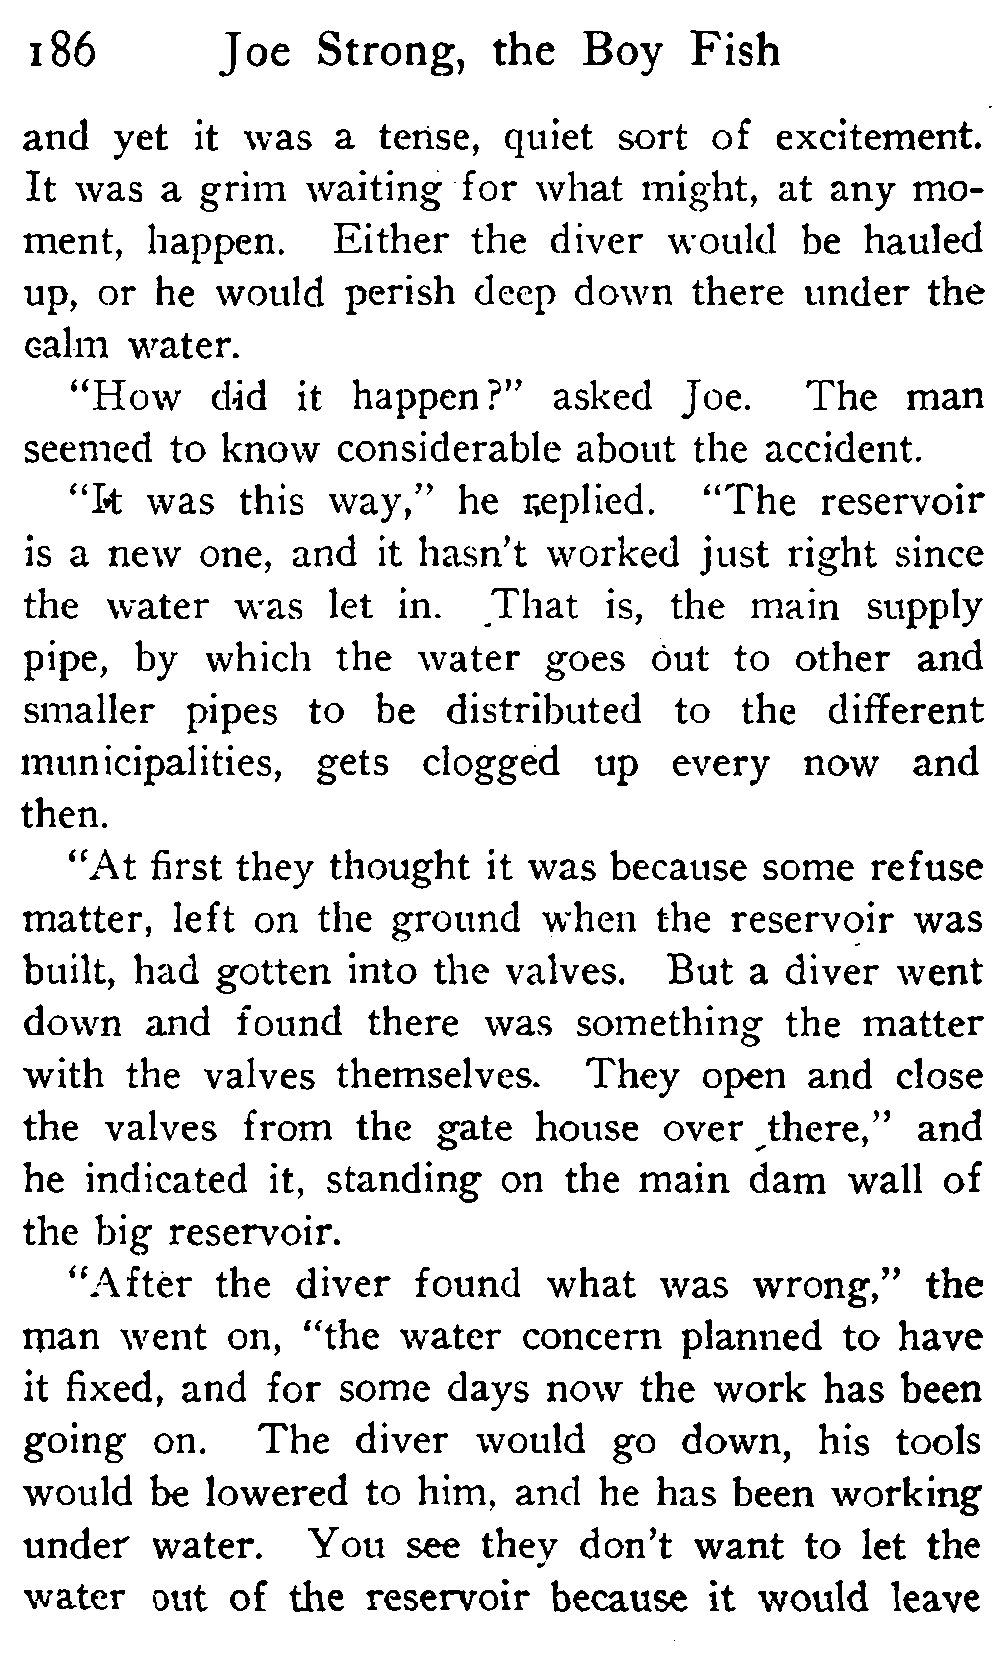 186 Joe Strong, the Boy Fish
and yet it was a tense, quiet sort of excitement.
It was a grim waiting for what might, at any mo-
ment, happen. Either the diver would be hauled
up, or he would perish deep down there under the
calm water.
"How did it happen?" asked Joe. The man
seemed to know considerable about the accident.
"It was this way," he replied. "The reservoir
is a new one, and it hasn't worked just right since
the water was let in. That is, the main supply
pipe, by which the water goes out to other and
smaller pipes to be distributed to the different
municipalities, gets clogged up every now and
then.
"At first they thought it was because some refuse
matter, left on the ground when the reservoir was
built, had gotten into the valves. But a diver went
down and found there was something the matter
with the valves themselves. They open and close
the valves from the gate house over there," and
he indicated it, standing on the main dam wall of
the big reservoir.
"After the diver found what was wrong," the
man went on, "the water concern planned to have
it fixed, and for some days now the work has been
going on. The diver would go down, his tools
would be lowered to him, and he has been working
under water. You see they don't want to let the
water out of the reservoir because it would leave